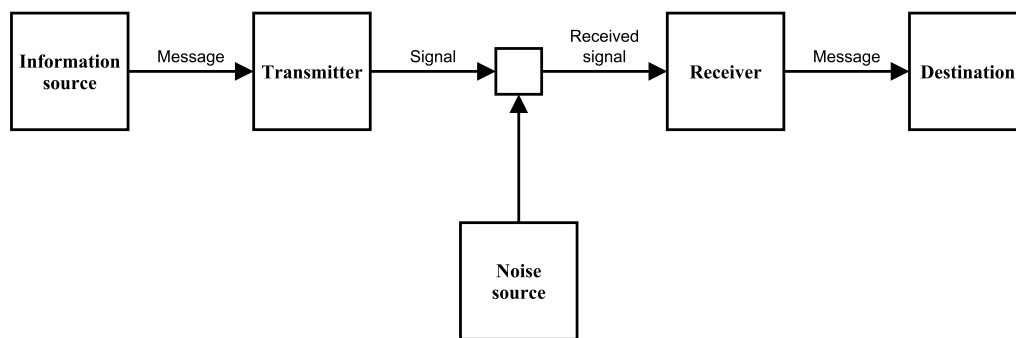 Information
source
Message
Transmitter
Signal
Received
signal
Receiver
Message
Destination
Noise
source